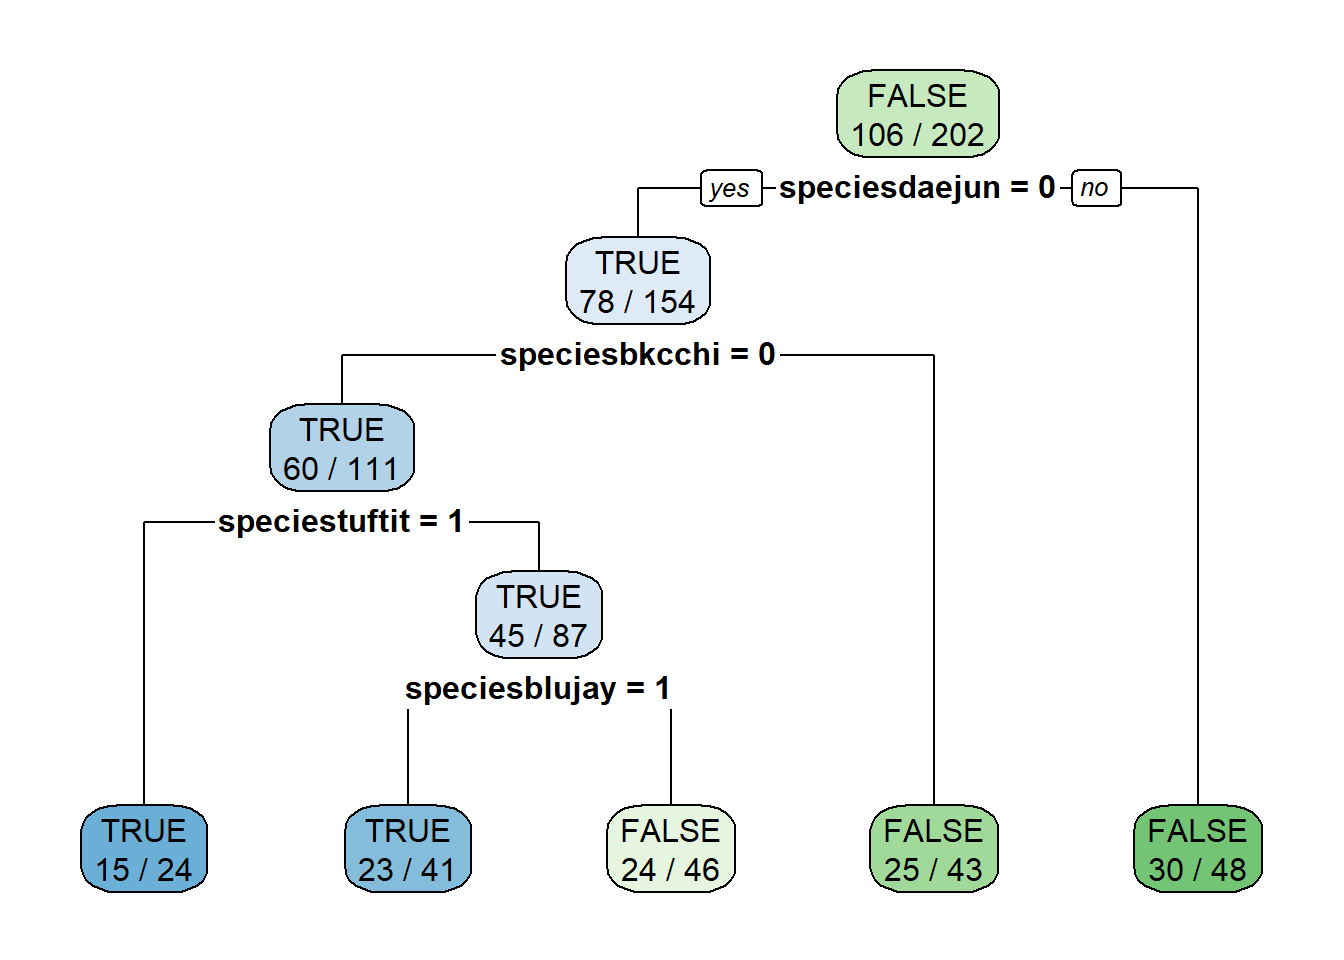 FALSE
106 / 202
yes speciesdaejun = 0 no
TRUE
78 / 154
speciesbkcchi = 0
TRUE
60 / 111
speciestuftit = 1
TRUE
45 / 87
speciesblujay = 1
TRUE
15 / 24
TRUE
23 / 41
FALSE
24 / 46
FALSE
25 / 43
FALSE
30 / 48